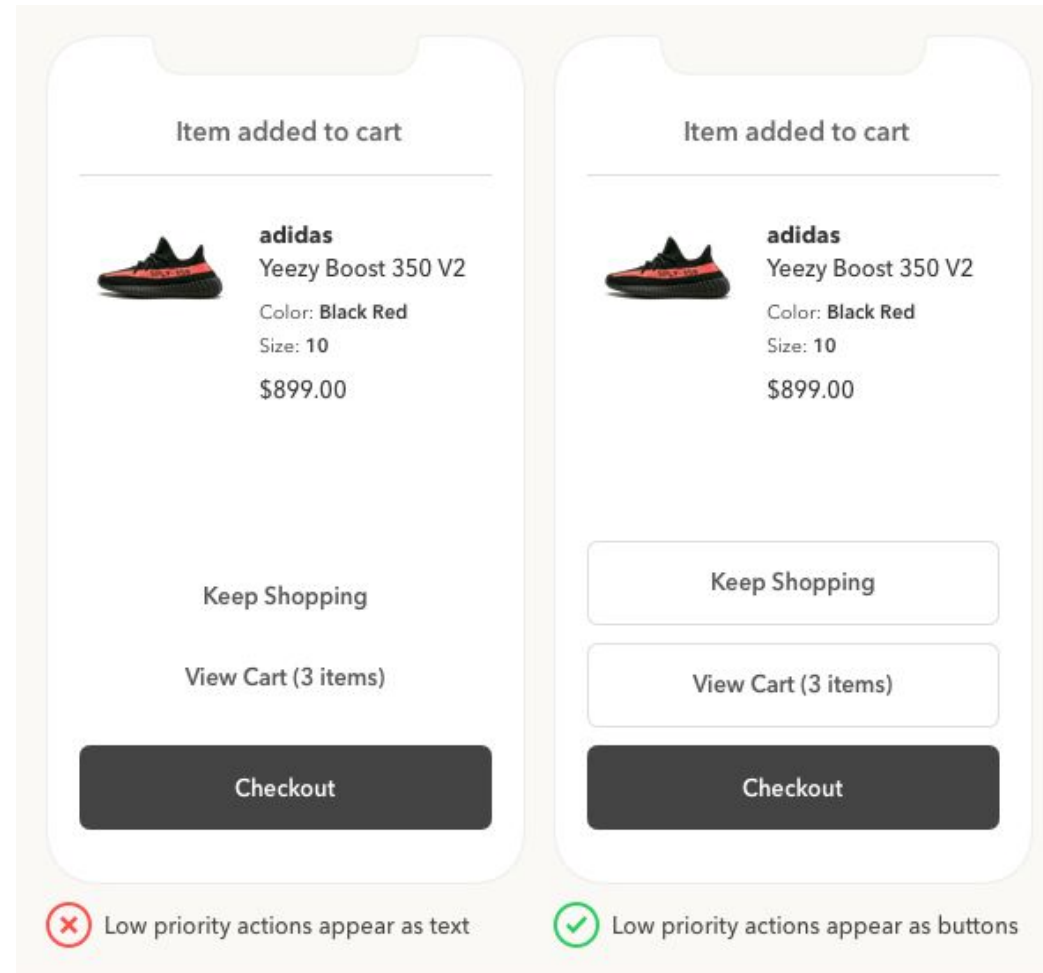 Item added to cart
adidas
Yeezy Boost 350 V2
Color: Black Red
Size: 10
$899.00
Keep Shopping
View Cart (3 items)
Checkout
Low priority actions appear as text
Item added to cart
adidas
Yeezy Boost 350 V2
Color: Black Red
Size: 10
$899.00
Keep Shopping
View Cart (3 items)
Checkout
Low priority actions appear as buttons